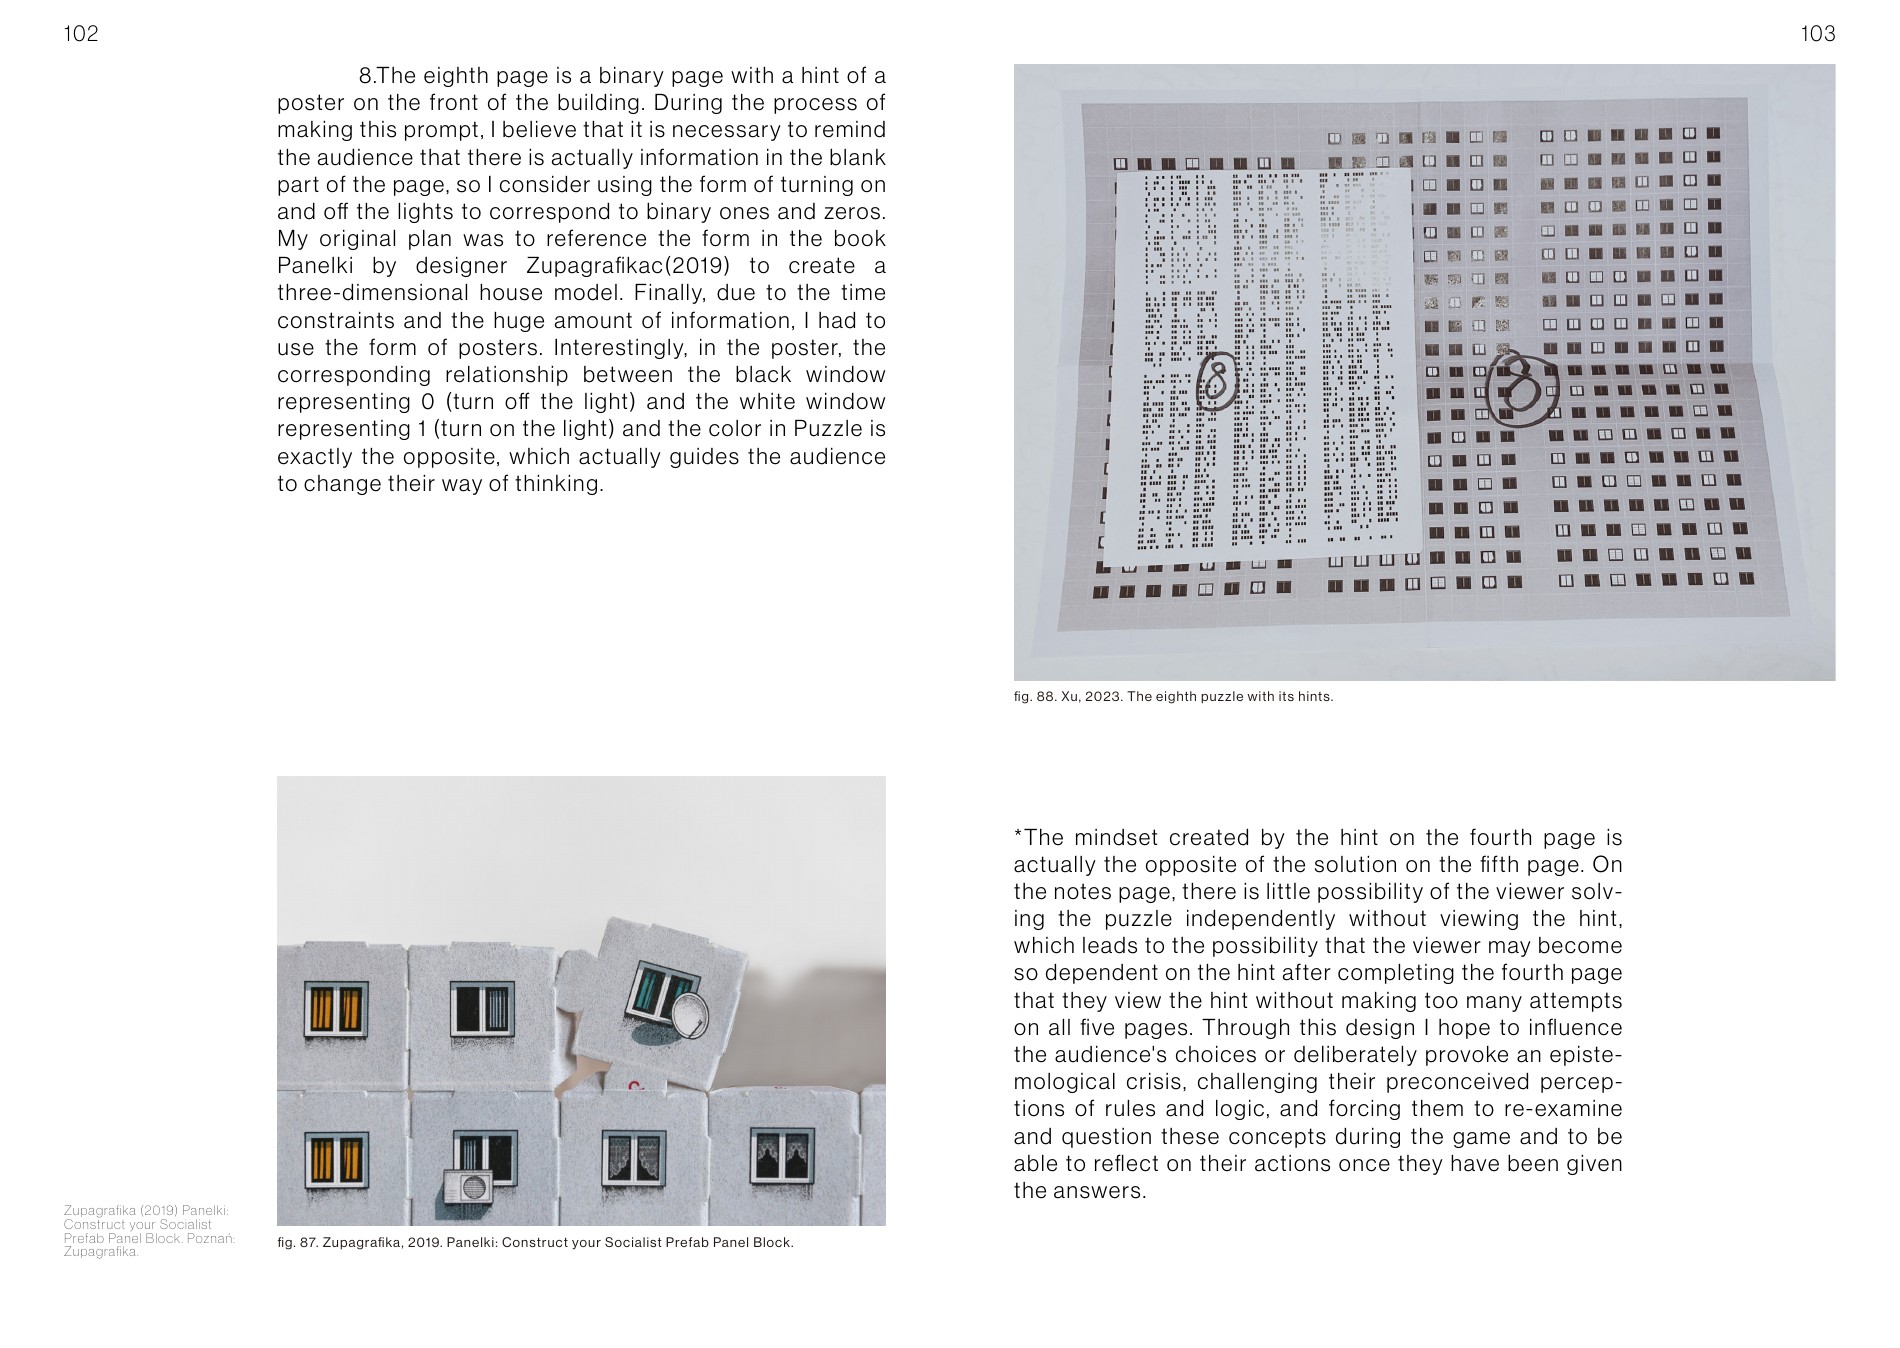 102
8.The eighth page is a binary page with a hint of a
poster on the front of the building. During the process of
making this prompt, I believe that it is necessary to remind
the audience that there is actually information in the blank
part of the page, so I consider using the form of turning on
and off the lights to correspond to binary ones and zeros.
My original plan was to reference the form in the book
Panelki by designer Zupagrafikac(2019) to create a
three-dimensional house model. Finally, due to the time
constraints and the huge amount of information, I had to
use the form of posters. Interestingly, in the poster, the
corresponding relationship between the black window
representing 0 (turn off the light) and the white window
representing 1 (turn on the light) and the color in Puzzle is
exactly the opposite, which actually guides the audience
to change their way of thinking.
Zupagrafika (2019) Panelki:
Construct your Socialist
Prefab Panel Block. Poznań:
Zupagrafika.
fig. 87. Zupagrafika, 2019. Panelki: Construct your Socialist Prefab Panel Block.
103
8
8
fig. 88. Xu, 2023. The eighth puzzle with its hints.
*The mindset created by the hint on the fourth page is
actually the opposite of the solution on the fifth page. On
the notes page, there is little possibility of the viewer solv-
ing the puzzle independently without viewing the hint,
which leads to the possibility that the viewer may become
so dependent on the hint after completing the fourth page
that they view the hint without making too many attempts
on all five pages. Through this design I hope to influence
the audience's choices or deliberately provoke an episte-
mological crisis, challenging their preconceived percep-
tions of rules and logic, and forcing them to re-examine
and question these concepts during the game and to be
able to reflect on their actions once they have been given
the answers.